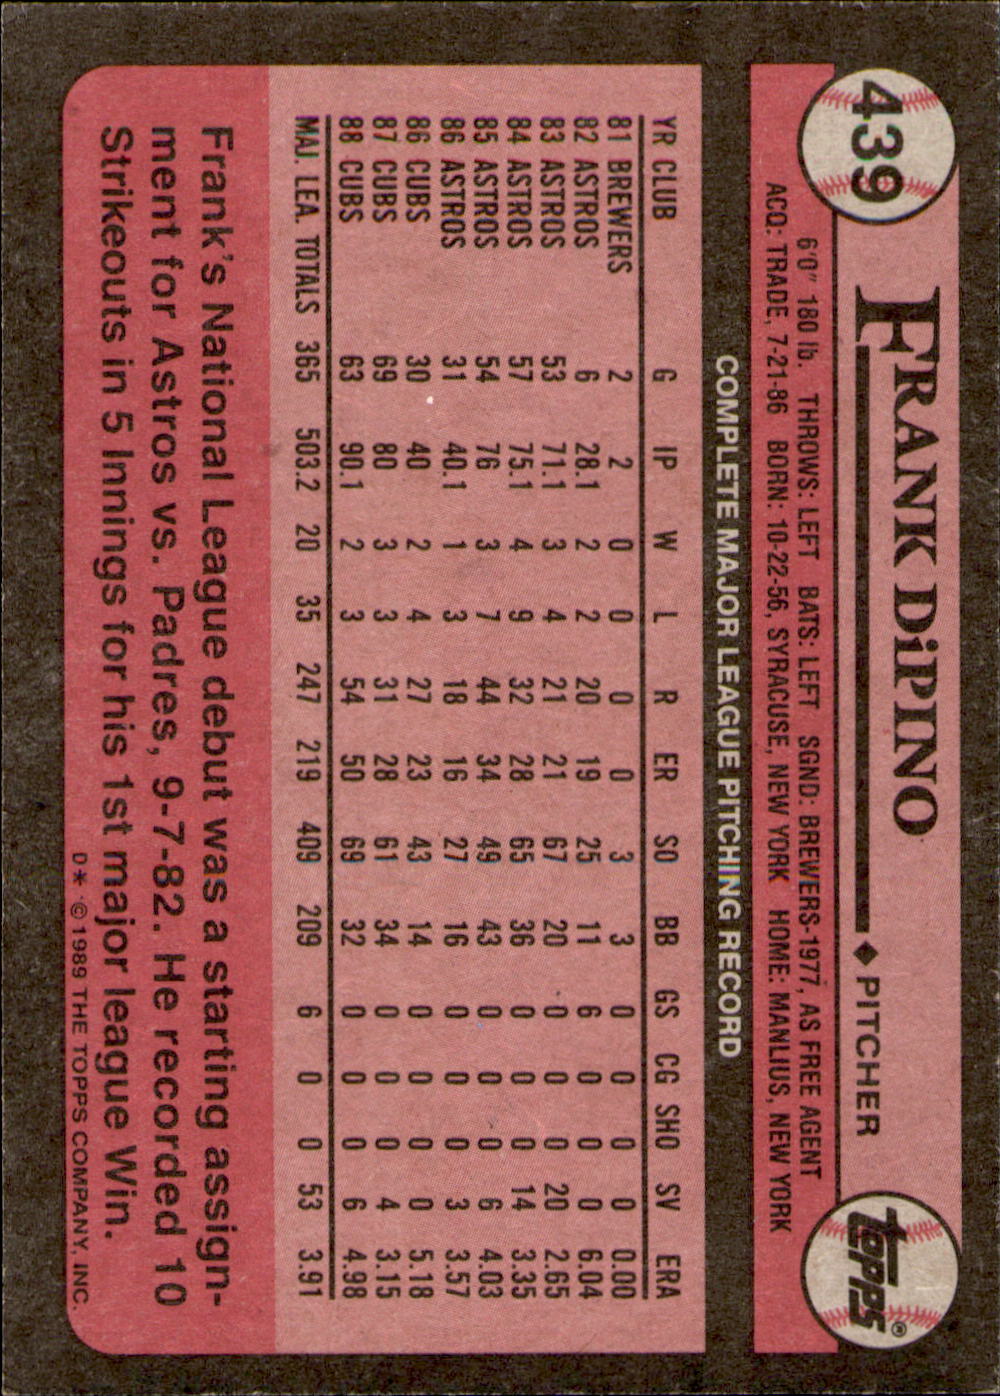 439
FRANK DiPINO ◆ PITCHER
topps®
6'0" 180 lb. THROWS: LEFT BATS: LEFT SGND: BREWERS-1977, AS FREE AGENT
ACQ: TRADE, 7-21-86 BORN: 10-22-56, SYRACUSE, NEW YORK HOME: MANLIUS, NEW YORK
COMPLETE MAJOR LEAGUE PITCHING RECORD
YR CLUB G IP W L R ER SO BB GS CG SHO SV ERA
81 BREWERS 2 2 0 0 0 0 3 3 0 0 0 0 0.00
82 ASTROS 6 28.1 2 2 20 19 25 11 6 0 0 0 6.04
83 ASTROS 53 71.1 3 4 21 21 67 20 0 0 0 20 2.65
84 ASTROS 57 75.1 4 9 32 28 65 36 0 0 0 14 3.35
85 ASTROS 54 76 3 7 44 34 49 43 0 0 0 6 4.03
86 ASTROS 31 40.1 1 3 18 16 27 16 0 0 0 3 3.57
86 CUBS 30 40 2 4 27 23 43 14 0 0 0 0 5.18
87 CUBS 69 80 3 3 31 28 61 34 0 0 0 4 3.15
88 CUBS 63 90.1 2 3 54 50 69 32 0 0 0 6 4.98
MAJ. LEA. TOTALS 365 503.2 20 35 247 219 409 209 6 0 0 53 3.91
Frank's National League debut was a starting assign-
ment for Astros vs. Padres, 9-7-82. He recorded 10
Strikeouts in 5 Innings for his 1st major league Win.
D* ©1989 THE TOPPS COMPANY, INC.